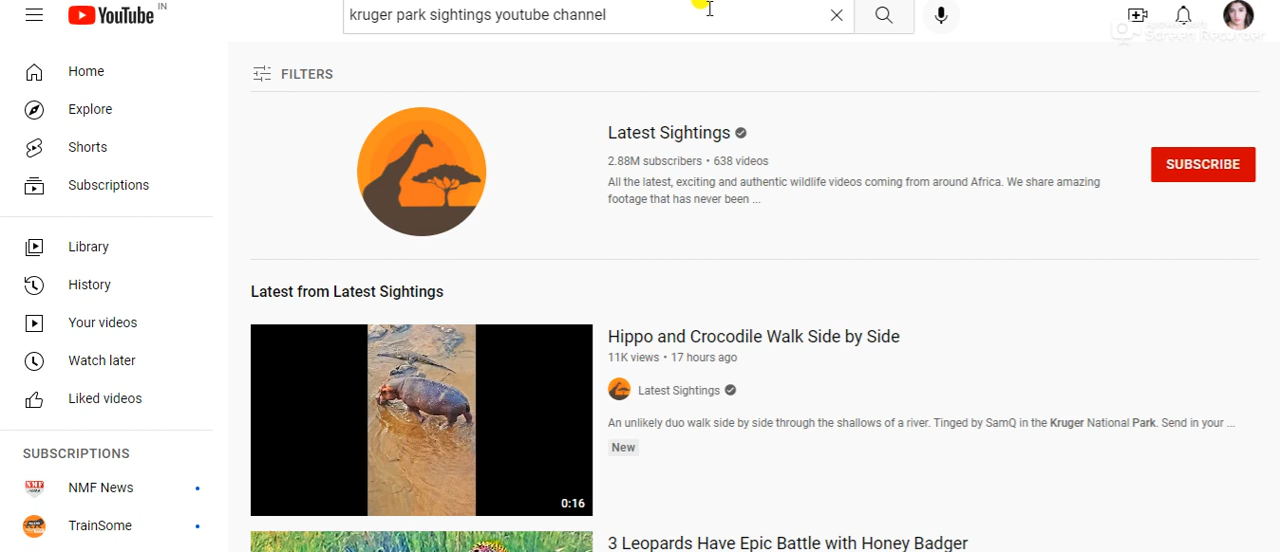 YouTube IN
kruger park sightings youtube channel
Screen Recorder
Home
Explore
Shorts
Subscriptions
Library
History
Your videos
Watch later
Liked videos
SUBSCRIPTIONS
NMF News
TrainSome
FILTERS
Latest Sightings
2.88M subscribers • 638 videos
All the latest, exciting and authentic wildlife videos coming from around Africa. We share amazing
footage that has never been ...
SUBSCRIBE
Latest from Latest Sightings
0:16
Hippo and Crocodile Walk Side by Side
11K views • 17 hours ago
Latest Sightings
An unlikely duo walk side by side through the shallows of a river. Tinged by SamQ in the Kruger National Park. Send in your ...
New
3 Leopards Have Epic Battle with Honey Badger